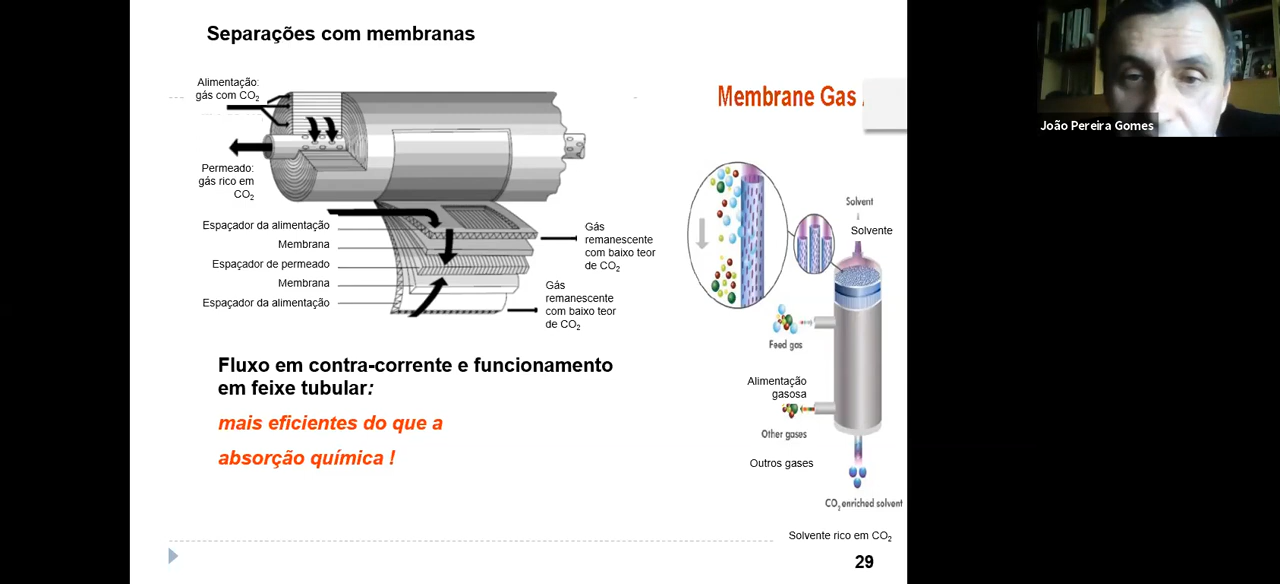 Separações com membranas
Alimentação:
gás com CO₂
Permeado:
gás rico em
CO₂
Espaçador da alimentação
Membrana
Espaçador de permeado
Membrana
Espaçador da alimentação
Gás
remanescente
com baixo teor
de CO₂
Gás
remanescente
com baixo teor
de CO₂
Fluxo em contra-corrente e funcionamento
em feixe tubular:
mais eficientes do que a
absorção química !
Membrane Gas
Solvent
Solvente
Feed gas
Alimentação
gasosa
Other gases
Outros gases
CO₂ enriched solvent
Solvente rico em CO₂
29
João Pereira Gomes